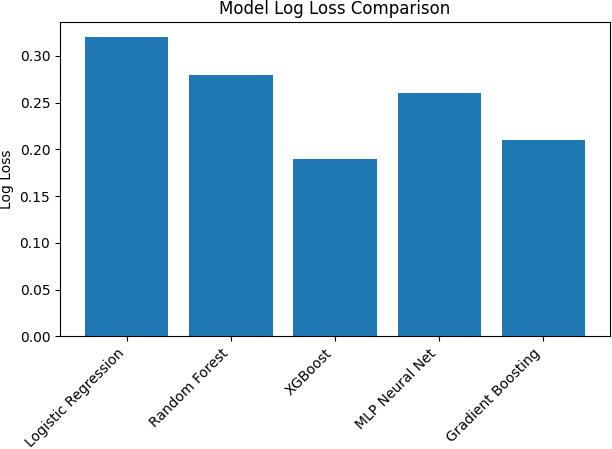 Model Log Loss Comparison
Log Loss
0.30
0.25
0.20
0.15
0.10
0.05
0.00
Logistic Regression
Random Forest
XGBoost
MLP Neural Net
Gradient Boosting